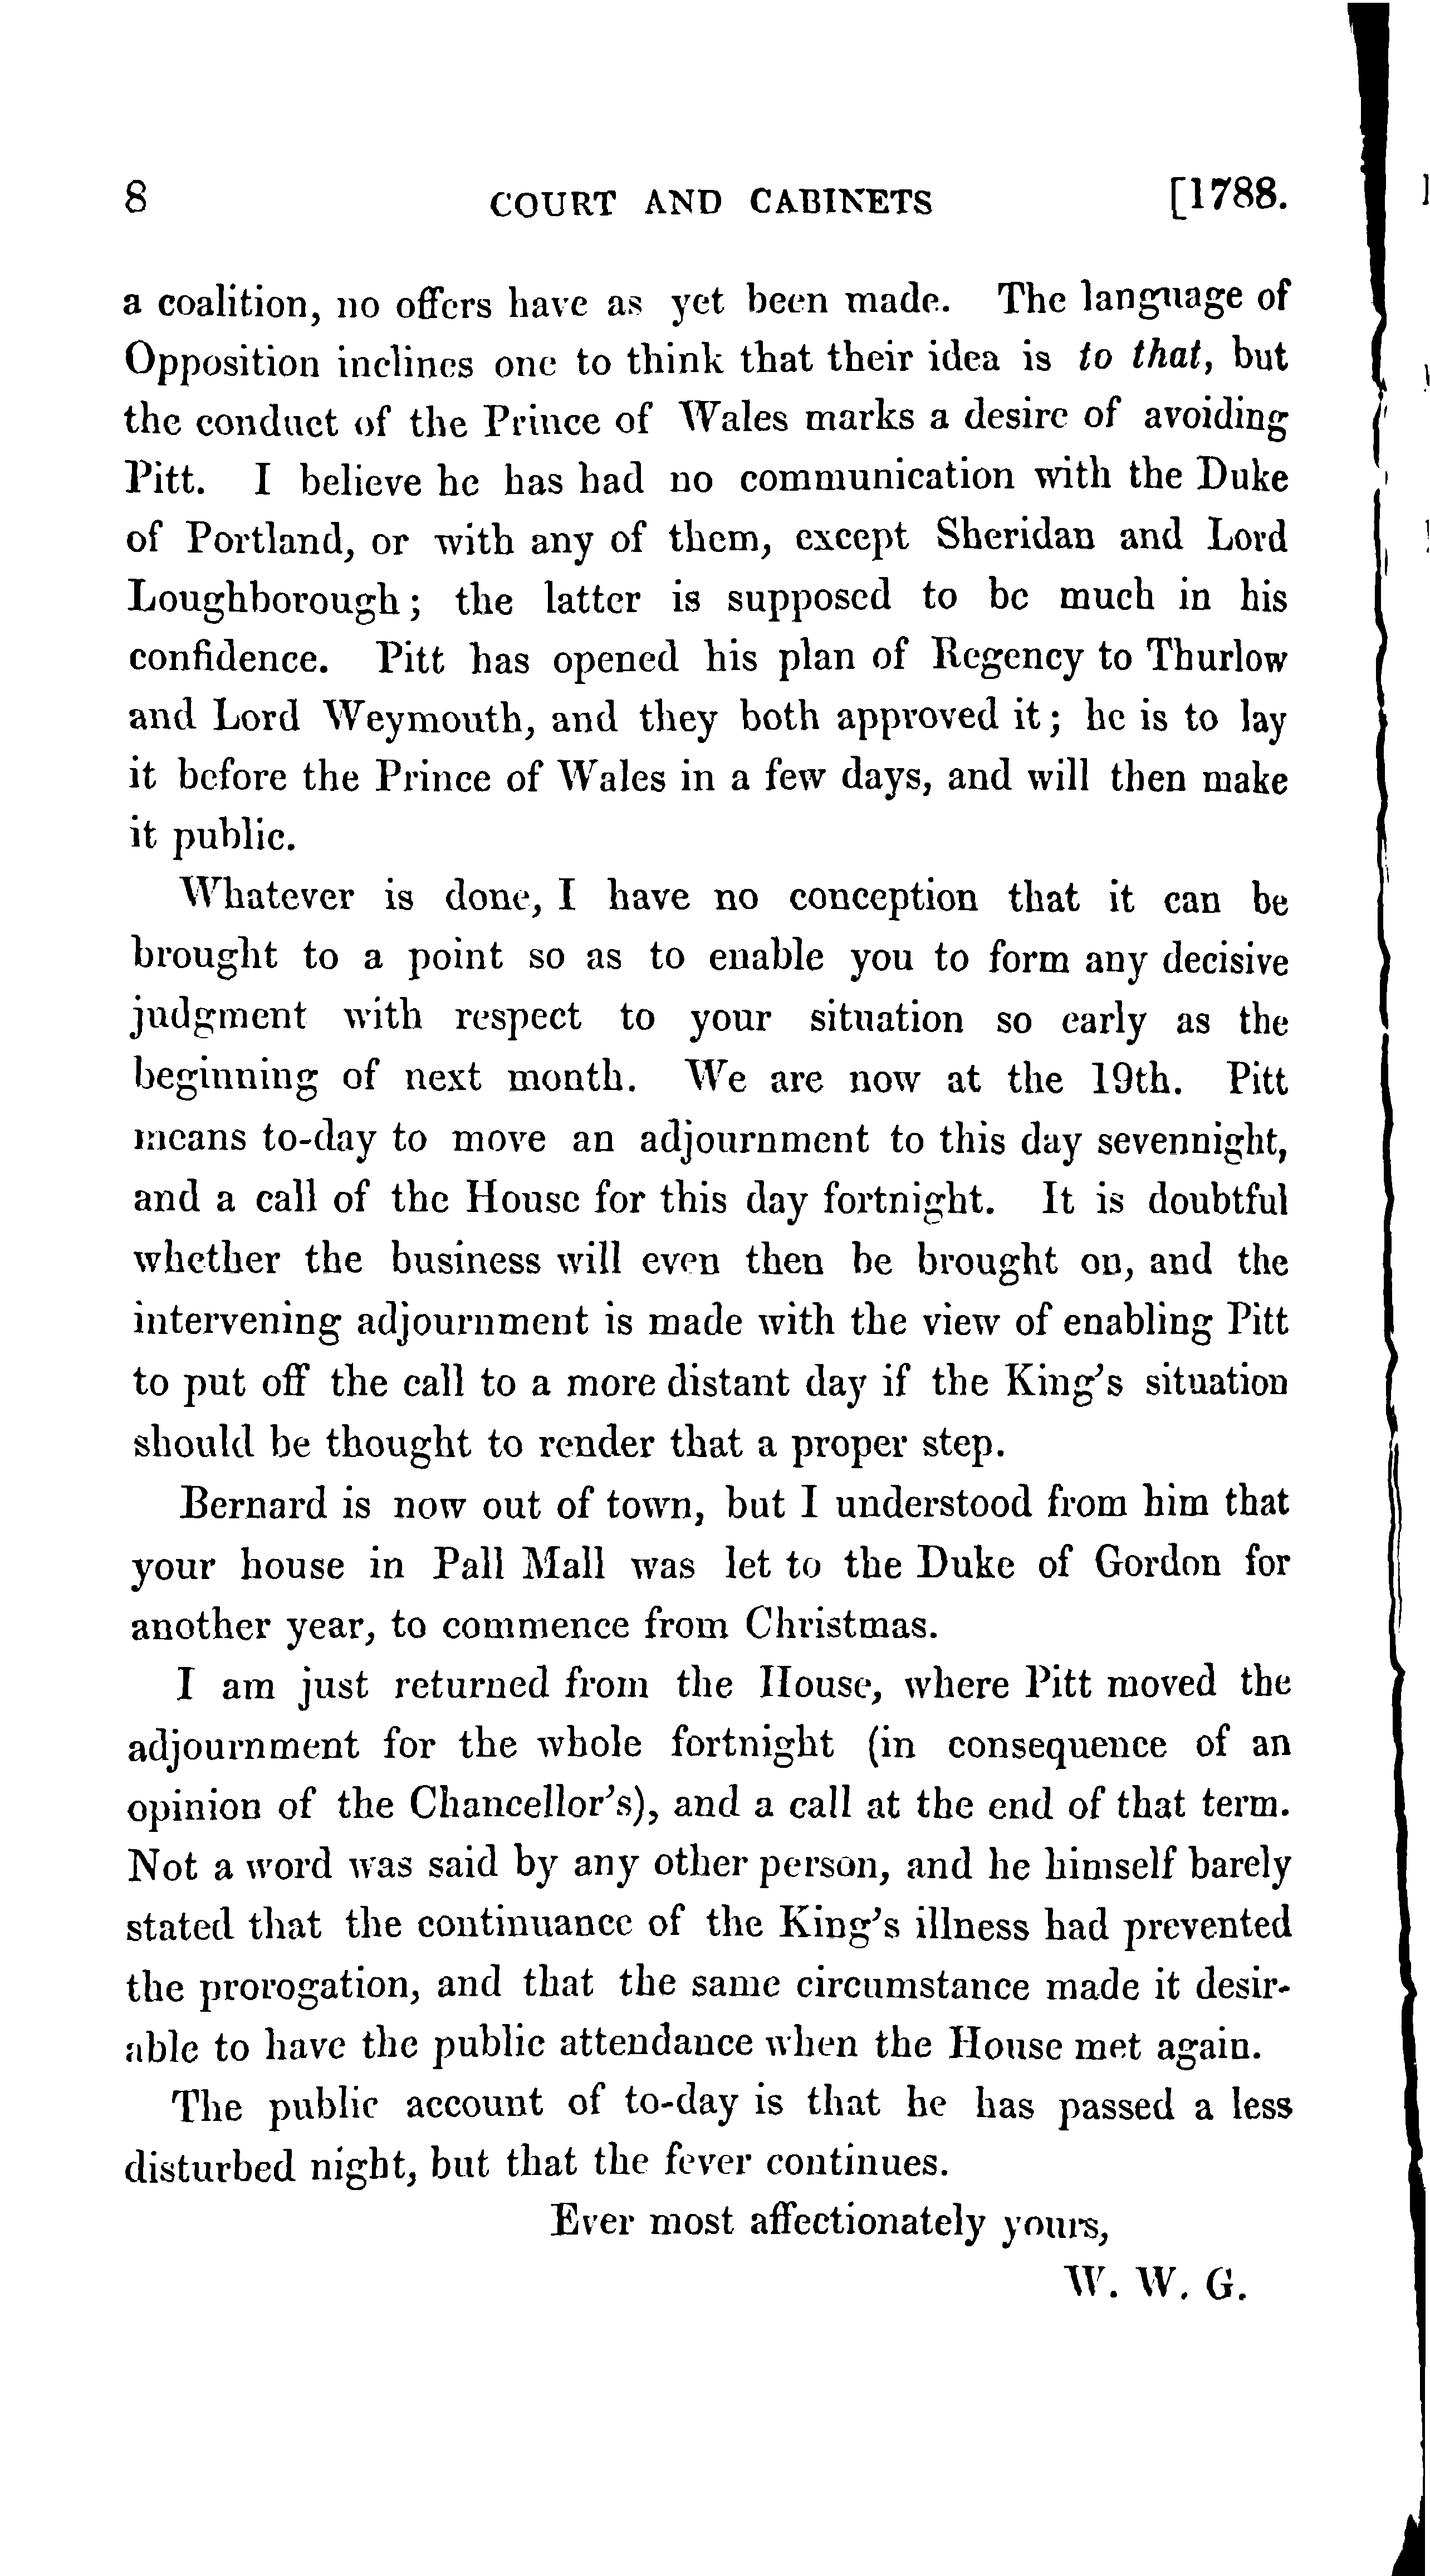 8 COURT AND CABINETS [1788.
a coalition, no offers have as yet been made. The language of
Opposition inclines one to think that their idea is to that, but
the conduct of the Prince of Wales marks a desire of avoiding
Pitt. I believe he has had no communication with the Duke
of Portland, or with any of them, except Sheridan and Lord
Loughborough; the latter is supposed to be much in his
confidence. Pitt has opened his plan of Regency to Thurlow
and Lord Weymouth, and they both approved it; he is to lay
it before the Prince of Wales in a few days, and will then make
it public.
Whatever is done, I have no conception that it can be
brought to a point so as to enable you to form any decisive
judgment with respect to your situation so early as the
beginning of next month. We are now at the 19th. Pitt
means to-day to move an adjournment to this day sevennight,
and a call of the House for this day fortnight. It is doubtful
whether the business will even then be brought on, and the
intervening adjournment is made with the view of enabling Pitt
to put off the call to a more distant day if the King's situation
should be thought to render that a proper step.
Bernard is now out of town, but I understood from him that
your house in Pall Mall was let to the Duke of Gordon for
another year, to commence from Christmas.
I am just returned from the House, where Pitt moved the
adjournment for the whole fortnight (in consequence of an
opinion of the Chancellor's), and a call at the end of that term.
Not a word was said by any other person, and he himself barely
stated that the continuance of the King's illness had prevented
the prorogation, and that the same circumstance made it desir-
able to have the public attendance when the House met again.
The public account of to-day is that he has passed a less
disturbed night, but that the fever continues.
Ever most affectionately yours,
W. W. G.